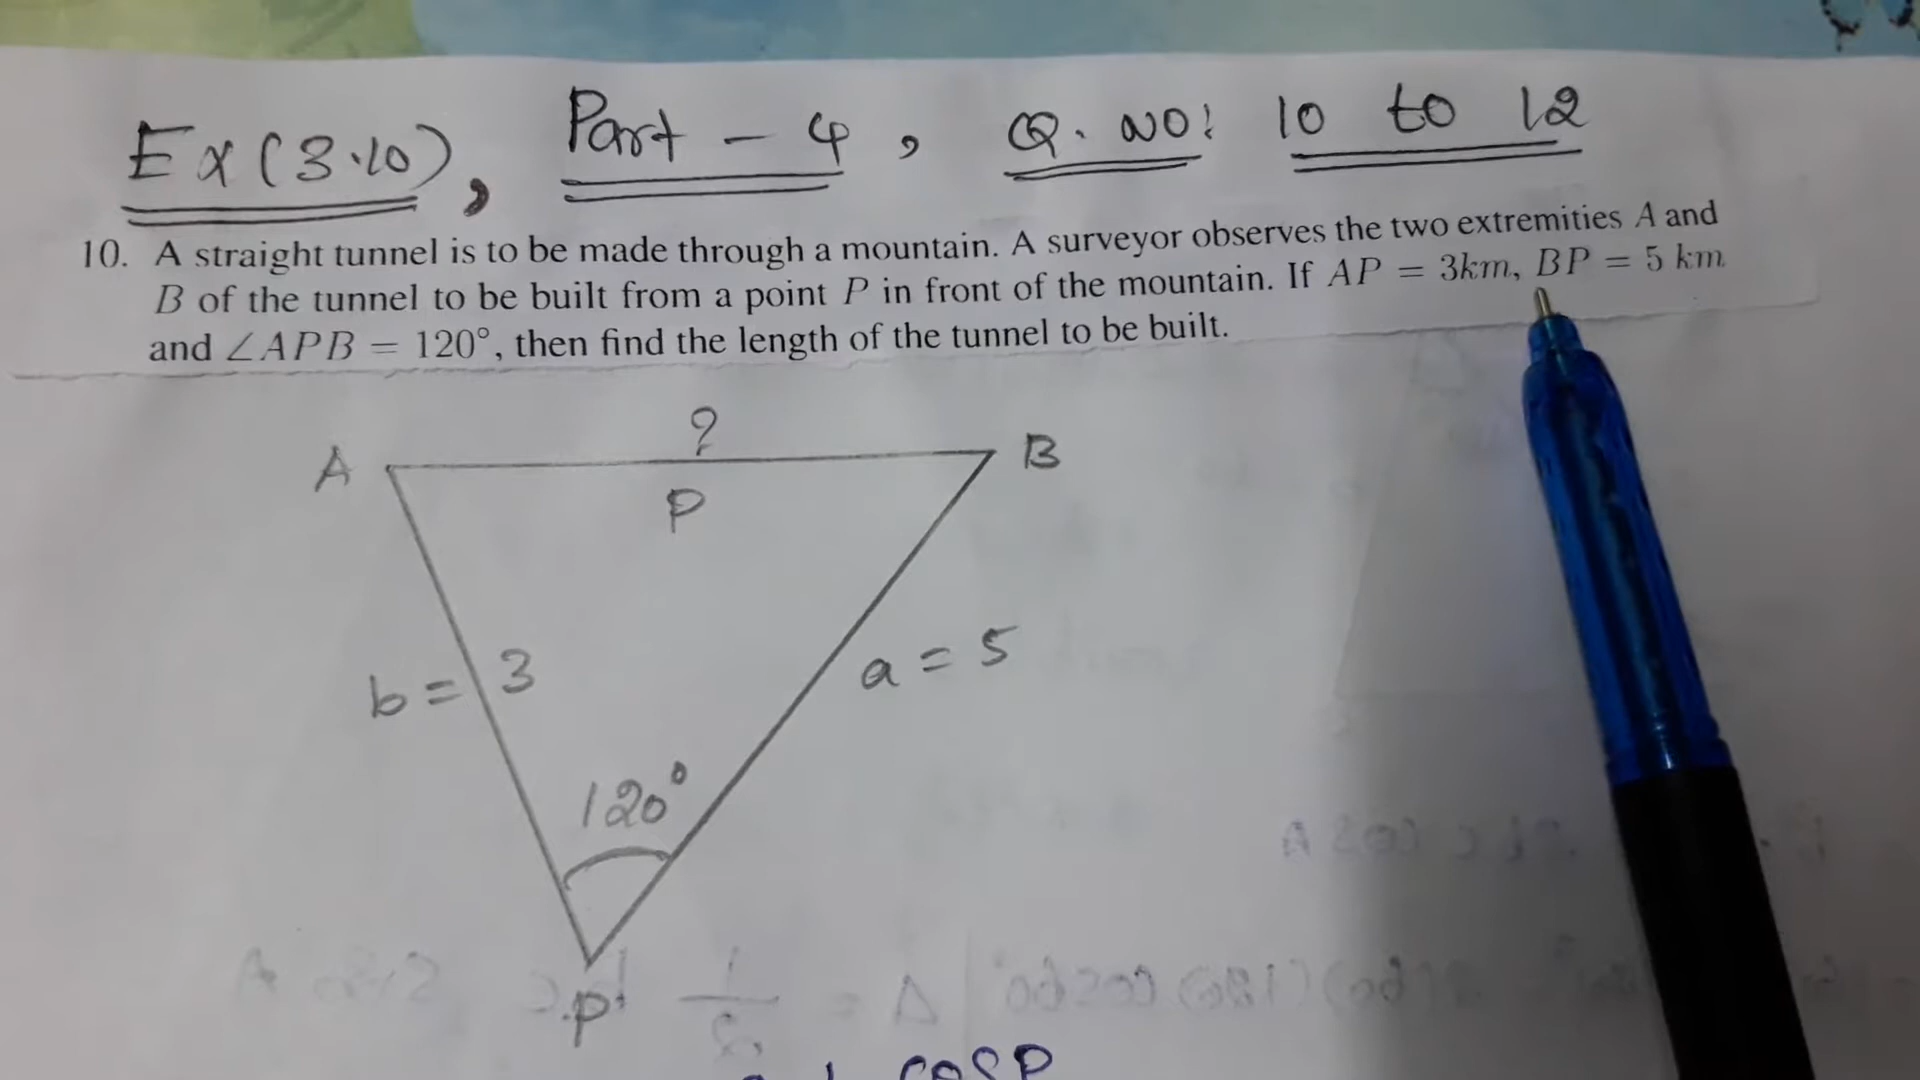 Ex (3.10), Part - 4, Q. NO: 10 to 12
10. A straight tunnel is to be made through a mountain. A surveyor observes the two extremities A and
B of the tunnel to be built from a point P in front of the mountain. If AP = 3km, BP = 5 km
and ∠APB = 120°, then find the length of the tunnel to be built.
?
A B
P
b = 3 a = 5
120°
P
cos P